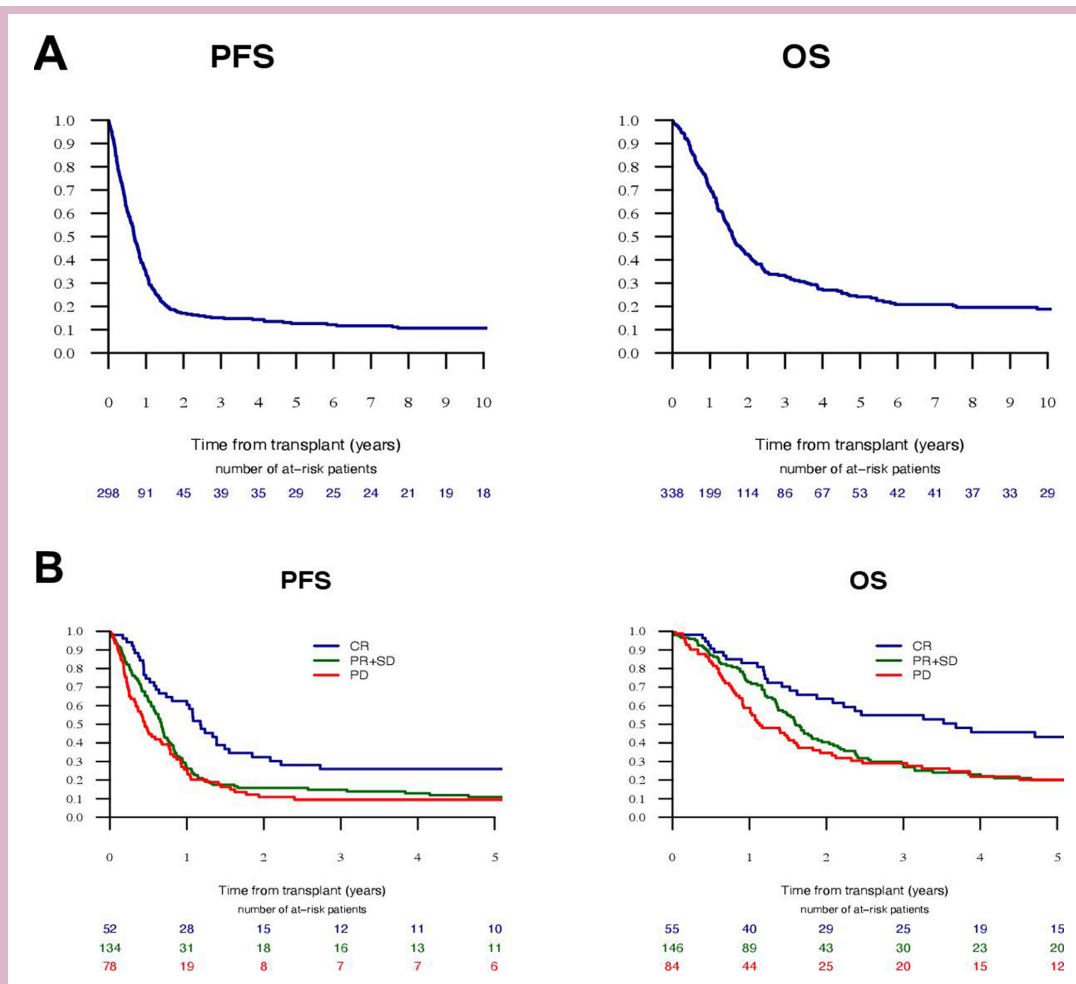 A
PFS
OS
1.0
0.9
0.8
0.7
0.6
0.5
0.4
0.3
0.2
0.1
0.0
0 1 2 3 4 5 6 7 8 9 10
Time from transplant (years)
number of at–risk patients
298 91 45 39 35 29 25 24 21 19 18
1.0
0.9
0.8
0.7
0.6
0.5
0.4
0.3
0.2
0.1
0.0
0 1 2 3 4 5 6 7 8 9 10
Time from transplant (years)
number of at–risk patients
338 199 114 86 67 53 42 41 37 33 29
B
PFS
OS
1.0
0.9
0.8
0.7
0.6
0.5
0.4
0.3
0.2
0.1
0.0
CR
PR+SD
PD
0 1 2 3 4 5
Time from transplant (years)
number of at–risk patients
52 28 15 12 11 10
134 31 18 16 13 11
78 19 8 7 7 6
1.0
0.9
0.8
0.7
0.6
0.5
0.4
0.3
0.2
0.1
0.0
CR
PR+SD
PD
0 1 2 3 4 5
Time from transplant (years)
number of at–risk patients
55 40 29 25 19 15
146 89 43 30 23 20
84 44 25 20 15 12